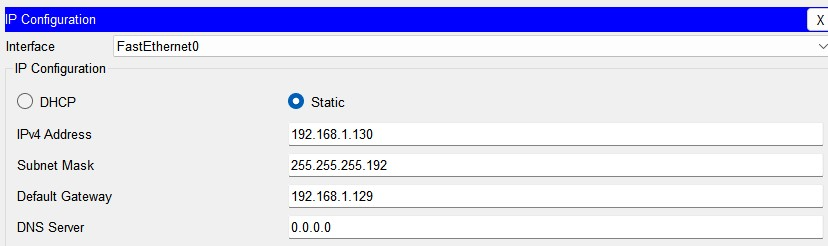 IP Configuration X
Interface FastEthernet0
IP Configuration
DHCP Static
IPv4 Address 192.168.1.130
Subnet Mask 255.255.255.192
Default Gateway 192.168.1.129
DNS Server 0.0.0.0